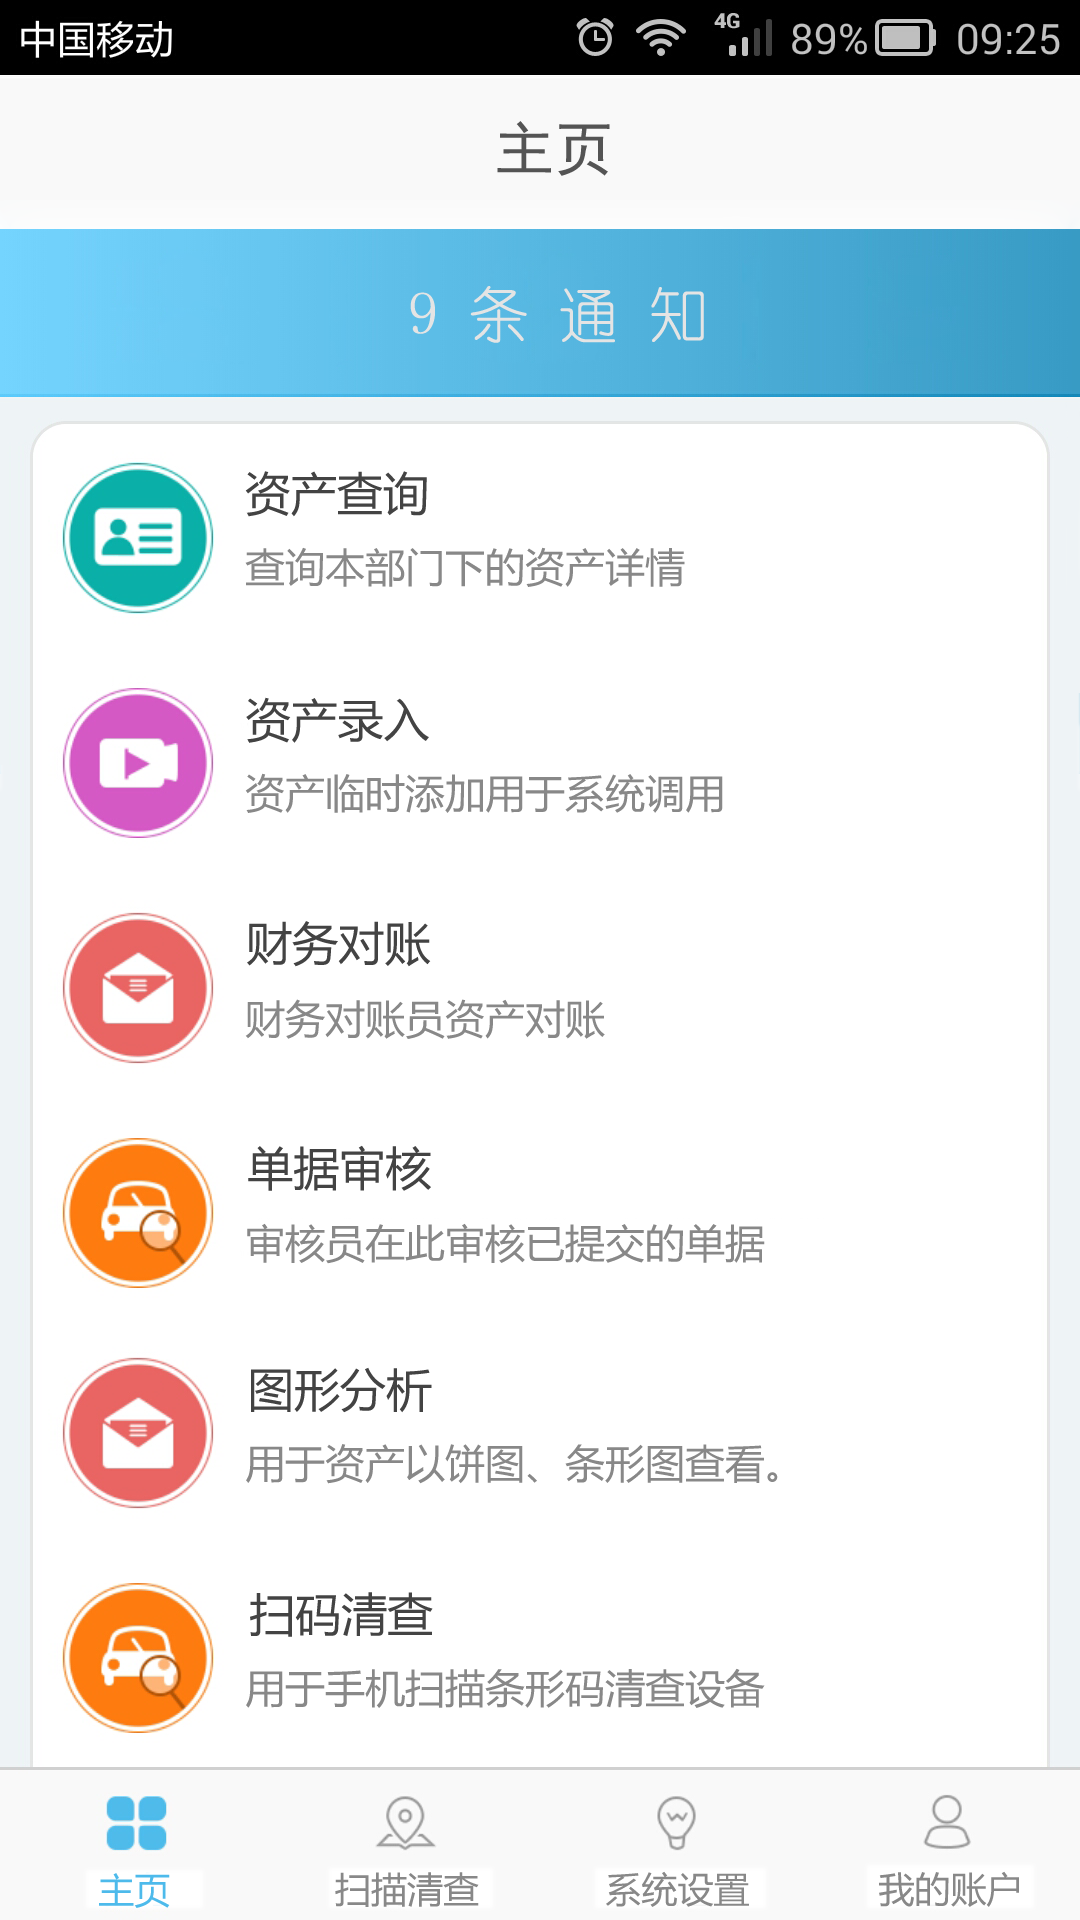 中国移动 4G 89% 09:25
主页
9 条 通 知
资产查询
查询本部门下的资产详情
资产录入
资产临时添加用于系统调用
财务对账
财务对账员资产对账
单据审核
审核员在此审核已提交的单据
图形分析
用于资产以饼图、条形图查看。
扫码清查
用于手机扫描条形码清查设备
主页 扫描清查 系统设置 我的账户